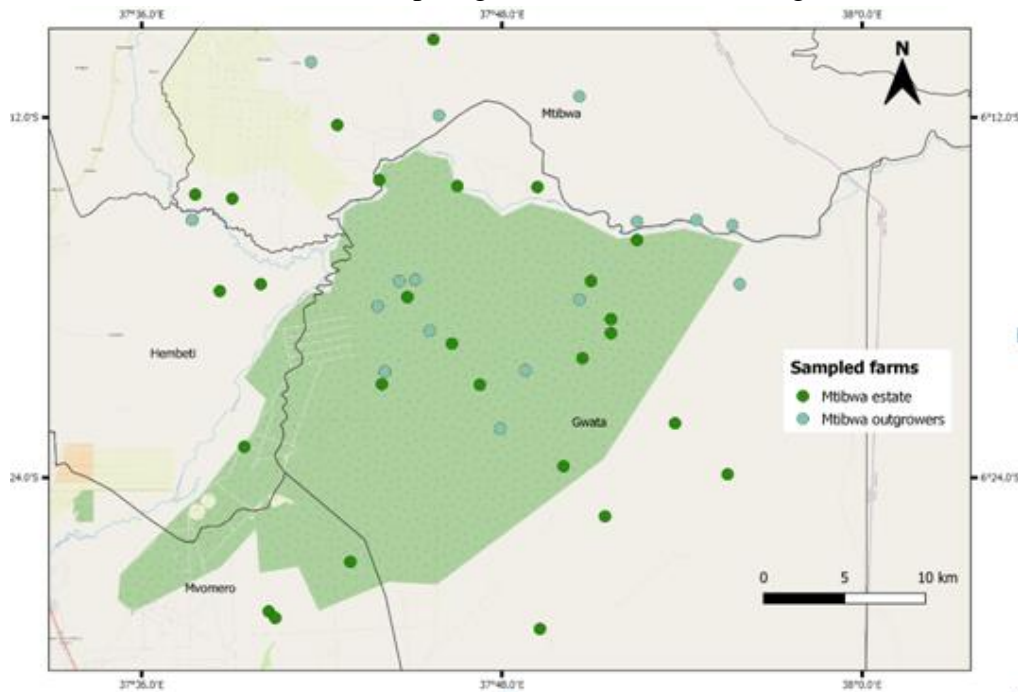 37°36.0'E 37°48.0'E 38°0.0'E
N
Mtibwa
12.0'S 6°12.0'S
Hembeti
Sampled farms
Mtibwa estate
Mtibwa outgrowers
Gwata
24.0'S 6°24.0'S
Mvomero
0 5 10 km
37°36.0'E 37°48.0'E 38°0.0'E